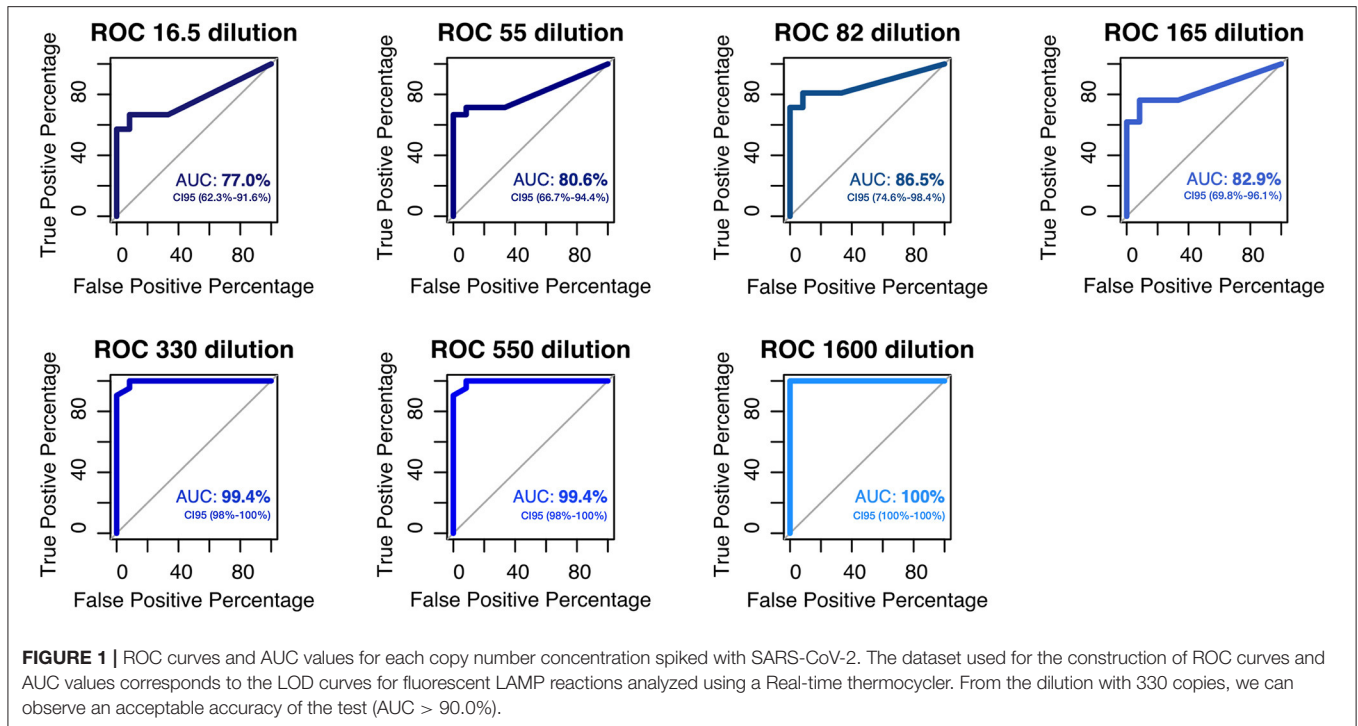 ROC 16.5 dilution
True Postive Percentage
80
40
0
AUC: 77.0%
CI95 (62.3%-91.6%)
0 40 80
False Positive Percentage
ROC 55 dilution
True Postive Percentage
80
40
0
AUC: 80.6%
CI95 (66.7%-94.4%)
0 40 80
False Positive Percentage
ROC 82 dilution
True Postive Percentage
80
40
0
AUC: 86.5%
CI95 (74.6%-98.4%)
0 40 80
False Positive Percentage
ROC 165 dilution
True Postive Percentage
80
40
0
AUC: 82.9%
CI95 (69.8%-96.1%)
0 40 80
False Positive Percentage
ROC 330 dilution
True Postive Percentage
80
40
0
AUC: 99.4%
CI95 (98%-100%)
0 40 80
False Positive Percentage
ROC 550 dilution
True Postive Percentage
80
40
0
AUC: 99.4%
CI95 (98%-100%)
0 40 80
False Positive Percentage
ROC 1600 dilution
True Postive Percentage
80
40
0
AUC: 100%
CI95 (100%-100%)
0 40 80
False Positive Percentage
FIGURE 1 | ROC curves and AUC values for each copy number concentration spiked with SARS-CoV-2. The dataset used for the construction of ROC curves and
AUC values corresponds to the LOD curves for fluorescent LAMP reactions analyzed using a Real-time thermocycler. From the dilution with 330 copies, we can
observe an acceptable accuracy of the test (AUC > 90.0%).